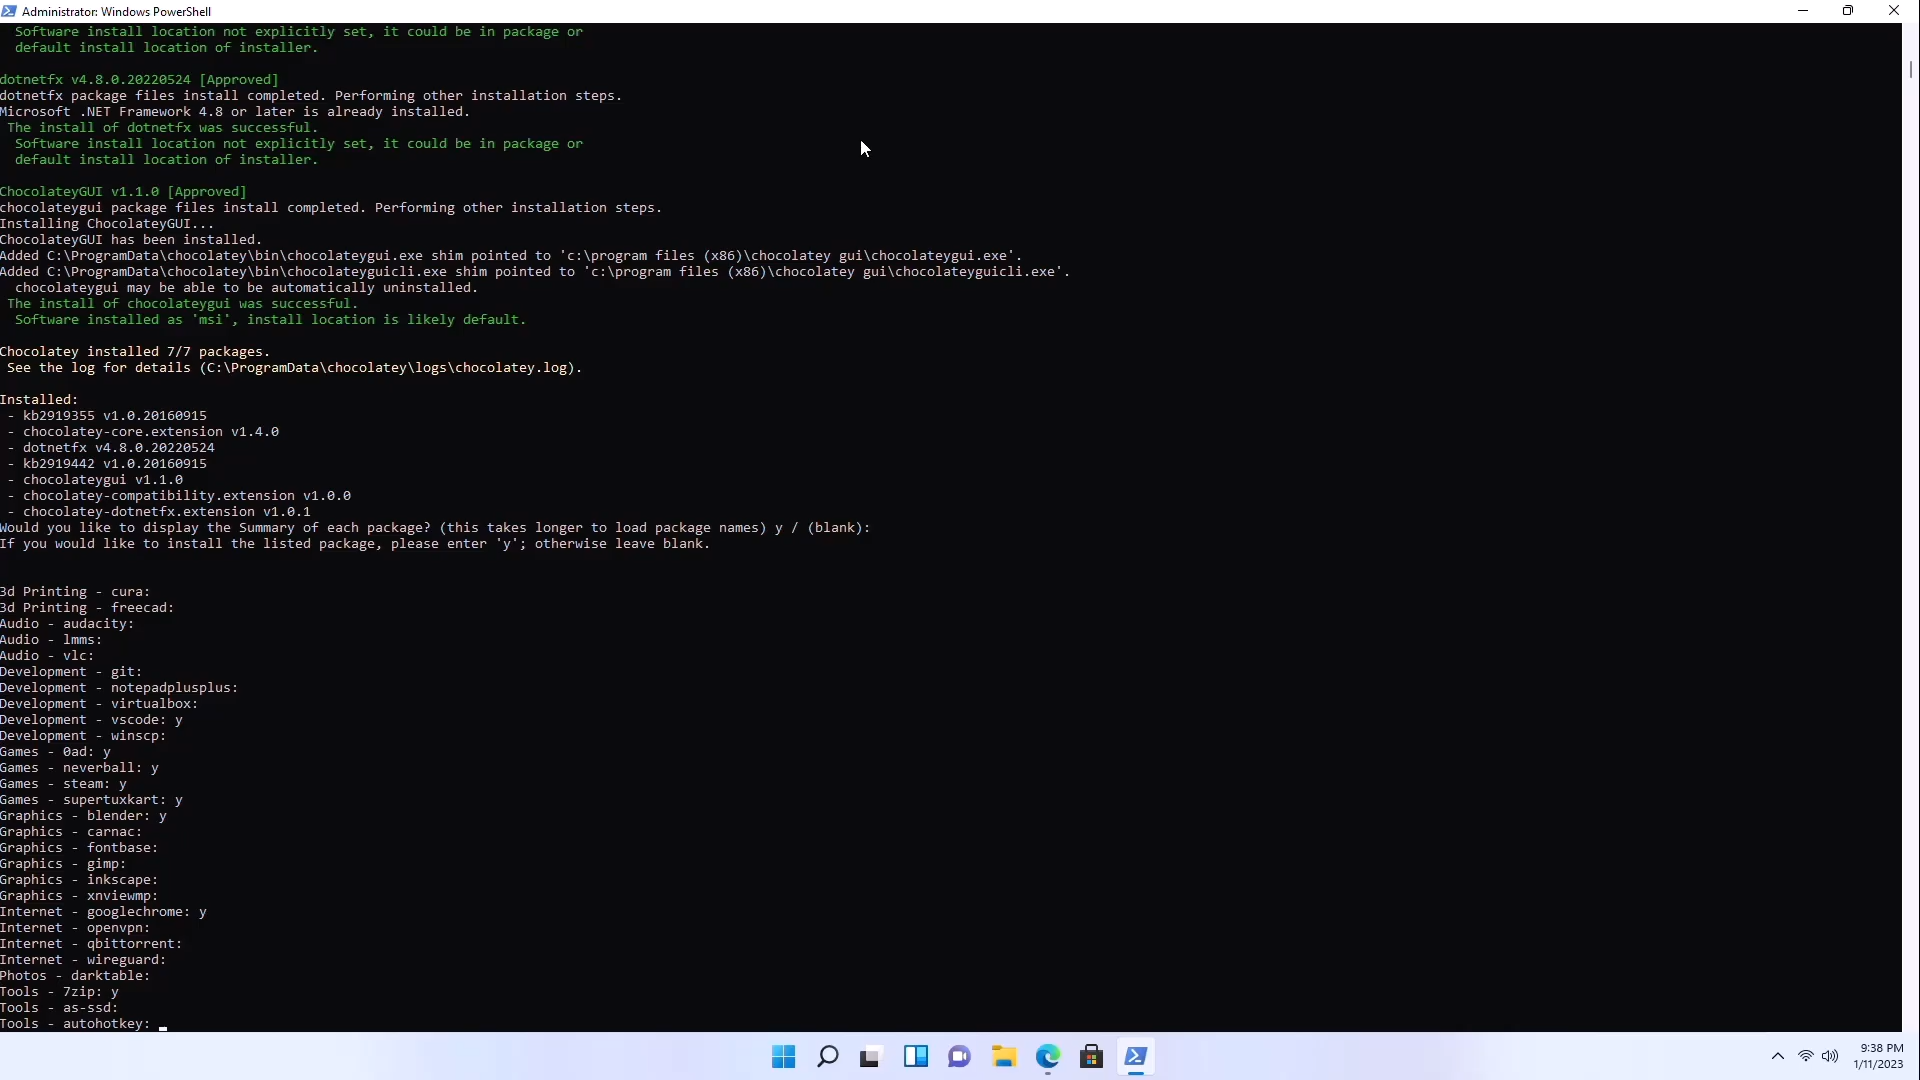 Administrator: Windows PowerShell
Software install location not explicitly set, it could be in package or
default install location of installer.
dotnetfx v4.8.0.20220524 [Approved]
dotnetfx package files install completed. Performing other installation steps.
Microsoft .NET Framework 4.8 or later is already installed.
The install of dotnetfx was successful.
Software install location not explicitly set, it could be in package or
default install location of installer.
ChocolateyGUI v1.1.0 [Approved]
chocolateygui package files install completed. Performing other installation steps.
Installing ChocolateyGUI...
ChocolateyGUI has been installed.
Added C:\ProgramData\chocolatey\bin\chocolateygui.exe shim pointed to 'c:\program files (x86)\chocolatey gui\chocolateygui.exe'.
Added C:\ProgramData\chocolatey\bin\chocolateyguicli.exe shim pointed to 'c:\program files (x86)\chocolatey gui\chocolateyguicli.exe'.
chocolateygui may be able to be automatically uninstalled.
The install of chocolateygui was successful.
Software installed as 'msi', install location is likely default.
Chocolatey installed 7/7 packages.
See the log for details (C:\ProgramData\chocolatey\logs\chocolatey.log).
Installed:
- kb2919355 v1.0.20160915
- chocolatey-core.extension v1.4.0
- dotnetfx v4.8.0.20220524
- kb2919442 v1.0.20160915
- chocolateygui v1.1.0
- chocolatey-compatibility.extension v1.0.0
- chocolatey-dotnetfx.extension v1.0.1
Would you like to display the Summary of each package? (this takes longer to load package names) y / (blank):
If you would like to install the listed package, please enter 'y'; otherwise leave blank.
3d Printing - cura:
3d Printing - freecad:
Audio - audacity:
Audio - lmms:
Audio - vlc:
Development - git:
Development - notepadplusplus:
Development - virtualbox:
Development - vscode: y
Development - winscp:
Games - 0ad: y
Games - neverball: y
Games - steam: y
Games - supertuxkart: y
Graphics - blender: y
Graphics - carnac:
Graphics - fontbase:
Graphics - gimp:
Graphics - inkscape:
Graphics - xnviewmp:
Internet - googlechrome: y
Internet - openvpn:
Internet - qbittorrent:
Internet - wireguard:
Photos - darktable:
Tools - 7zip: y
Tools - as-ssd:
Tools - autohotkey:
9:38 PM
1/11/2023